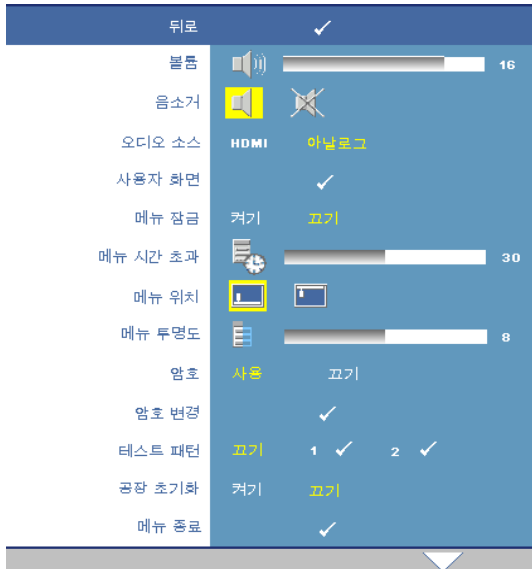 뒤로
볼륨 16
음소거
오디오 소스 HDMI 아날로그
사용자 화면
메뉴 잠금 켜기 끄기
메뉴 시간 초과 30
메뉴 위치
메뉴 투명도 8
암호 사용 끄기
암호 변경
테스트 패턴 끄기 1 2
공장 초기화 켜기 끄기
메뉴 종료